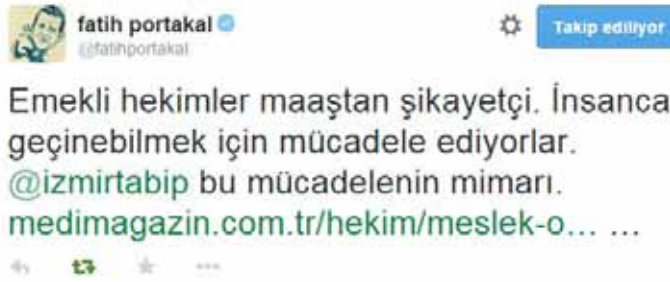 fatih portakal
@fatihportakal
Takip ediliyor
Emekli hekimler maaştan şikayetçi. İnsanca
geçinebilmek için mücadele ediyorlar.
@izmirtabip bu mücadelenin mimarı.
medimagazin.com.tr/hekim/meslek-o... ...